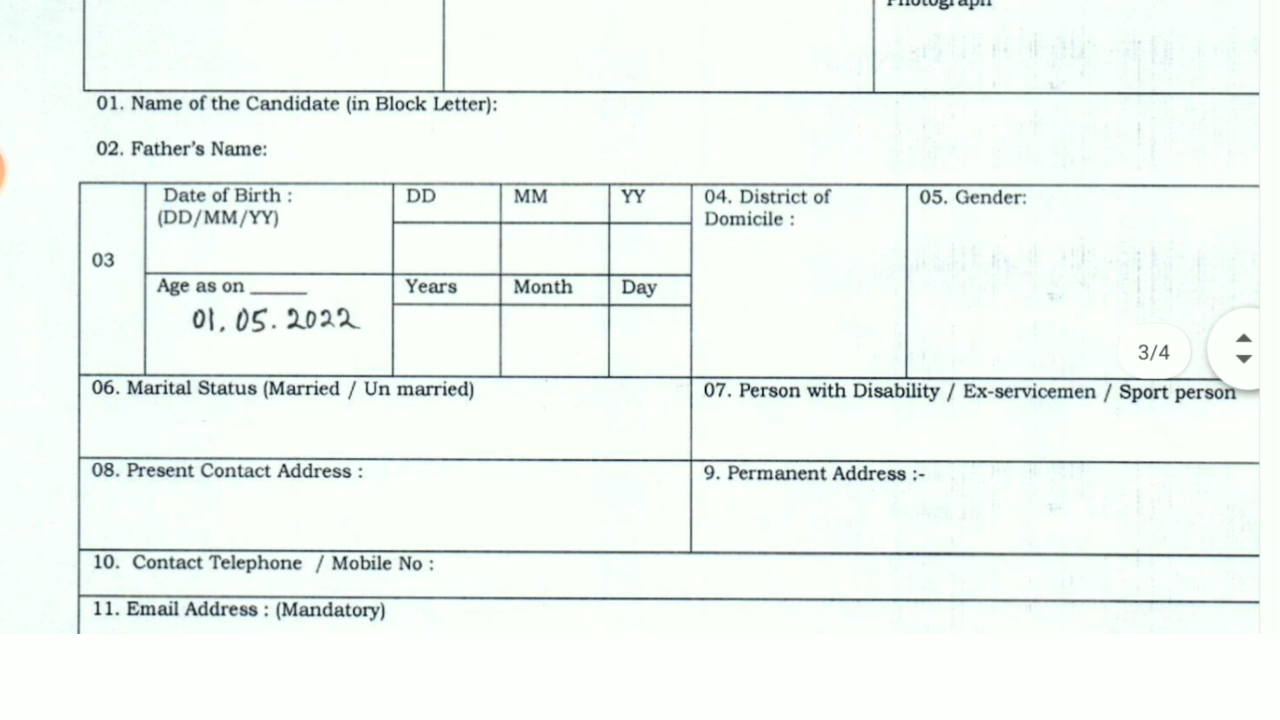 Photograph
01. Name of the Candidate (in Block Letter):
02. Father's Name:
03
Date of Birth :
(DD/MM/YY)
DD
MM
YY
04. District of
Domicile :
05. Gender:
Age as on _____
01.05.2022
Years
Month
Day
3/4
06. Marital Status (Married / Un married)
07. Person with Disability / Ex-servicemen / Sport person
08. Present Contact Address :
9. Permanent Address :-
10. Contact Telephone / Mobile No :
11. Email Address : (Mandatory)